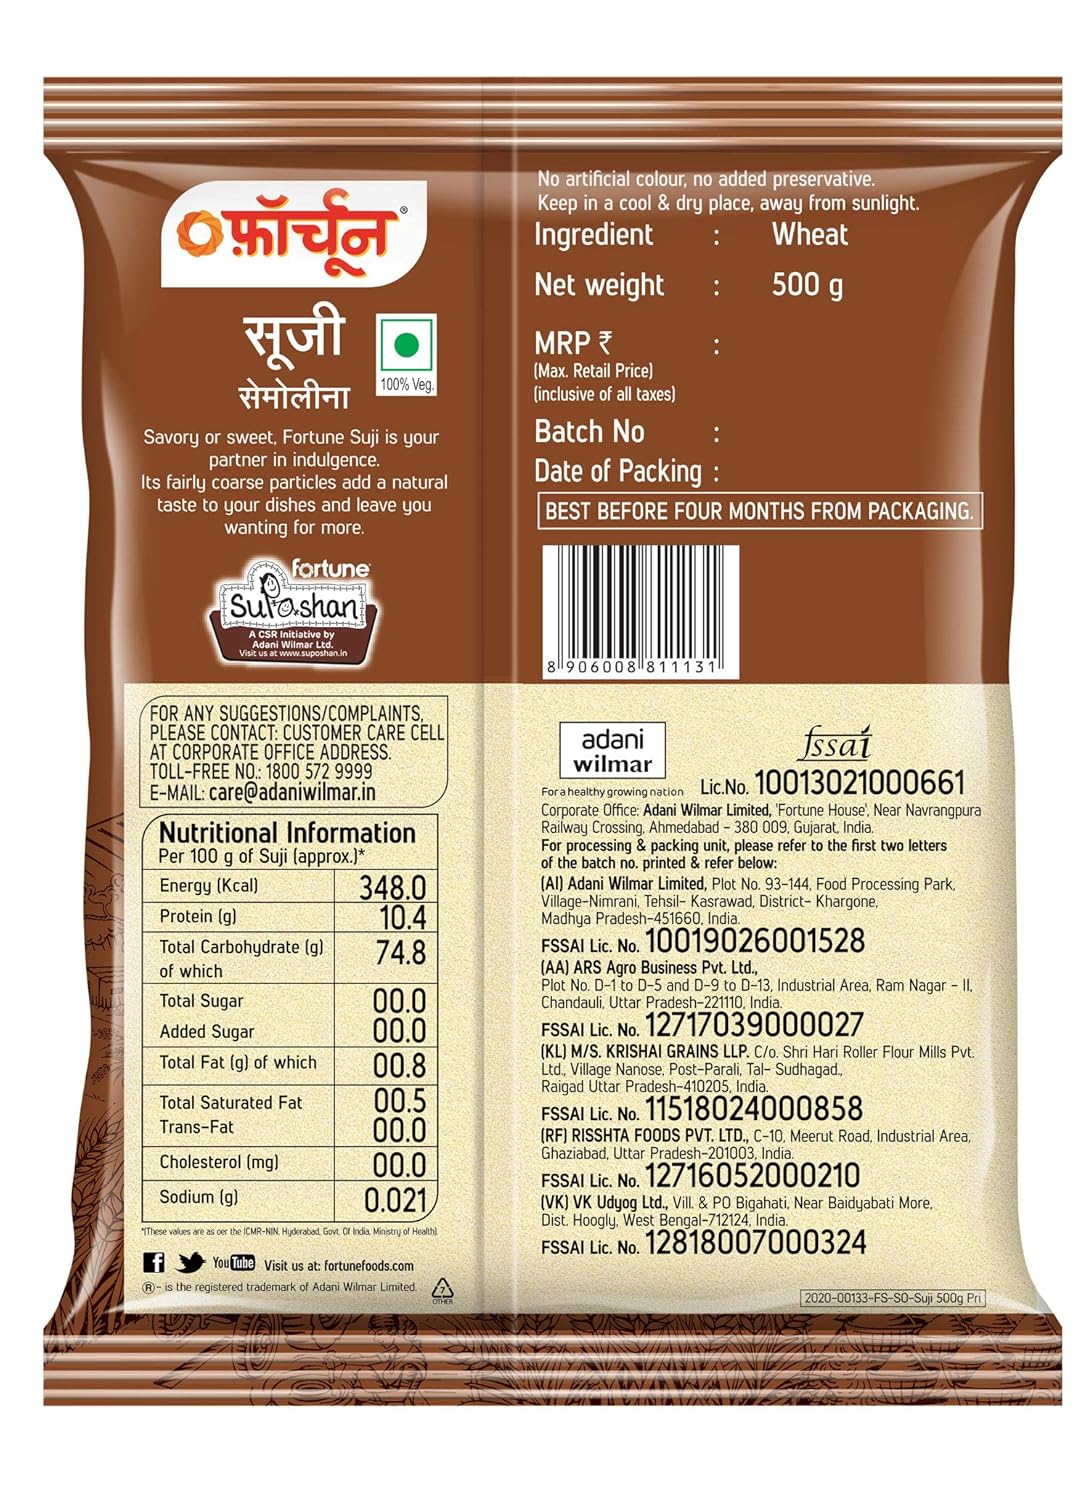 फ़ॉर्चून®
सूजी
सेमोलीना
100% Veg.
Savory or sweet, Fortune Suji is your
partner in indulgence.
Its fairly coarse particles add a natural
taste to your dishes and leave you
wanting for more.
fortune
Suposhan
A CSR Initiative by
Adani Wilmar Ltd.
Visit us at www.suposhan.in
FOR ANY SUGGESTIONS/COMPLAINTS,
PLEASE CONTACT: CUSTOMER CARE CELL
AT CORPORATE OFFICE ADDRESS.
TOLL-FREE NO.: 1800 572 9999
E-MAIL: care@adaniwilmar.in
Nutritional Information
Per 100 g of Suji (approx.)*
Energy (Kcal) 348.0
Protein (g) 10.4
Total Carbohydrate (g) 74.8
of which
Total Sugar 00.0
Added Sugar 00.0
Total Fat (g) of which 00.8
Total Saturated Fat 00.5
Trans-Fat 00.0
Cholesterol (mg) 00.0
Sodium (g) 0.021
*(These values are as per the ICMR-NIN, Hyderabad, Govt. Of India, Ministry of Health).
f YouTube Visit us at: fortunefoods.com
®- is the registered trademark of Adani Wilmar Limited.
7
OTHER
No artificial colour, no added preservative.
Keep in a cool & dry place, away from sunlight.
Ingredient : Wheat
Net weight : 500 g
MRP ₹ :
(Max. Retail Price)
(inclusive of all taxes)
Batch No :
Date of Packing :
BEST BEFORE FOUR MONTHS FROM PACKAGING.
8 906008 811131
adani
wilmar
For a healthy growing nation
fssai
Lic.No. 10013021000661
Corporate Office: Adani Wilmar Limited, 'Fortune House', Near Navrangpura
Railway Crossing, Ahmedabad - 380 009, Gujarat, India.
For processing & packing unit, please refer to the first two letters
of the batch no. printed & refer below:
(AI) Adani Wilmar Limited, Plot No. 93-144, Food Processing Park,
Village-Nimrani, Tehsil- Kasrawad, District- Khargone,
Madhya Pradesh-451660, India.
FSSAI Lic. No. 10019026001528
(AA) ARS Agro Business Pvt. Ltd.,
Plot No. D-1 to D-5 and D-9 to D-13, Industrial Area, Ram Nagar - II,
Chandauli, Uttar Pradesh-221110, India.
FSSAI Lic. No. 12717039000027
(KL) M/S. KRISHAI GRAINS LLP. C/o. Shri Hari Roller Flour Mills Pvt.
Ltd., Village Nanose, Post-Parali, Tal- Sudhagad.,
Raigad Uttar Pradesh-410205, India.
FSSAI Lic. No. 11518024000858
(RF) RISSHTA FOODS PVT. LTD., C-10, Meerut Road, Industrial Area,
Ghaziabad, Uttar Pradesh-201003, India.
FSSAI Lic. No. 12716052000210
(VK) VK Udyog Ltd., Vill. & PO Bigahati, Near Baidyabati More,
Dist. Hoogly, West Bengal-712124, India.
FSSAI Lic. No. 12818007000324
2020-00133-FS-SO-Suji 500g Pri